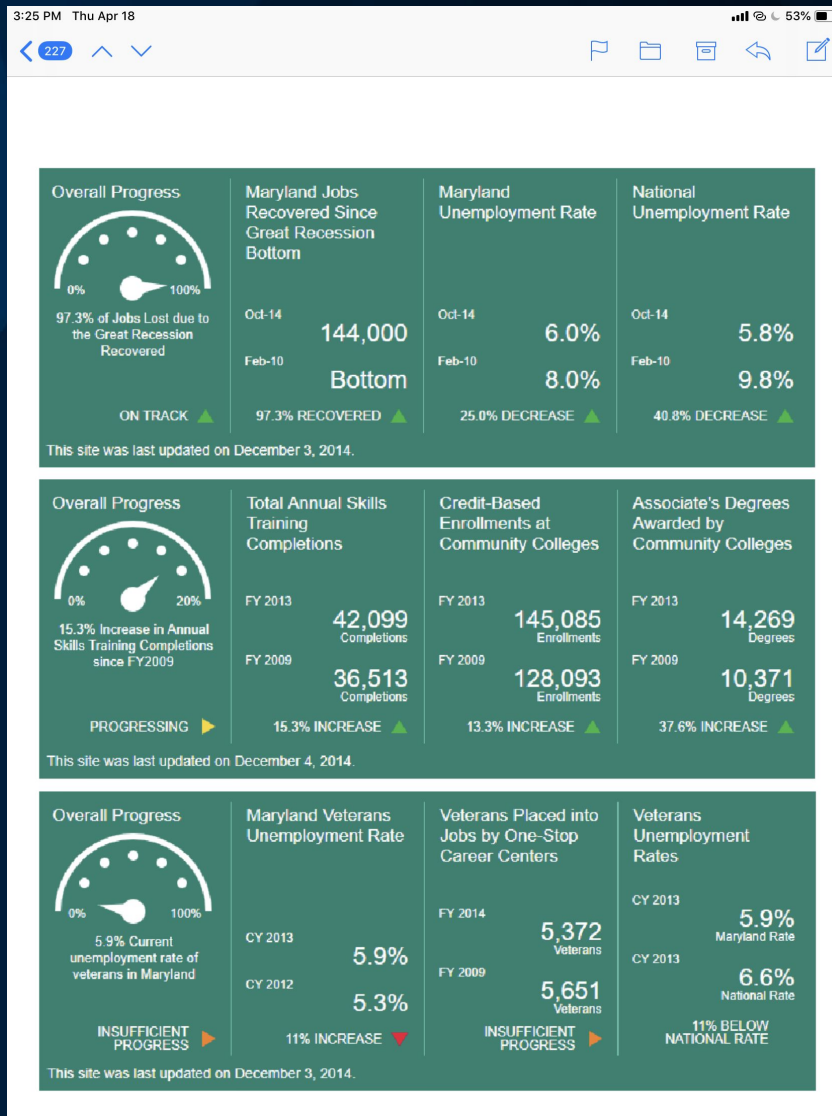 3:25 PM Thu Apr 18
53%
227
Overall Progress
0%
100%
97.3% of Jobs Lost due to
the Great Recession
Recovered
ON TRACK
Maryland Jobs
Recovered Since
Great Recession
Bottom
Oct-14
144,000
Feb-10
Bottom
97.3% RECOVERED
Maryland
Unemployment Rate
Oct-14
6.0%
Feb-10
8.0%
25.0% DECREASE
National
Unemployment Rate
Oct-14
5.8%
Feb-10
9.8%
40.8% DECREASE
This site was last updated on December 3, 2014.
Overall Progress
0%
20%
15.3% Increase in Annual
Skills Training Completions
since FY2009
PROGRESSING
Total Annual Skills
Training
Completions
FY 2013
42,099
Completions
FY 2009
36,513
Completions
15.3% INCREASE
Credit-Based
Enrollments at
Community Colleges
FY 2013
145,085
Enrollments
FY 2009
128,093
Enrollments
13.3% INCREASE
Associate's Degrees
Awarded by
Community Colleges
FY 2013
14,269
Degrees
FY 2009
10,371
Degrees
37.6% INCREASE
This site was last updated on December 4, 2014.
Overall Progress
0%
100%
5.9% Current
unemployment rate of
veterans in Maryland
INSUFFICIENT
PROGRESS
Maryland Veterans
Unemployment Rate
CY 2013
5.9%
CY 2012
5.3%
11% INCREASE
Veterans Placed into
Jobs by One-Stop
Career Centers
FY 2014
5,372
Veterans
FY 2009
5,651
Veterans
INSUFFICIENT
PROGRESS
Veterans
Unemployment
Rates
CY 2013
5.9%
Maryland Rate
CY 2013
6.6%
National Rate
11% BELOW
NATIONAL RATE
This site was last updated on December 3, 2014.